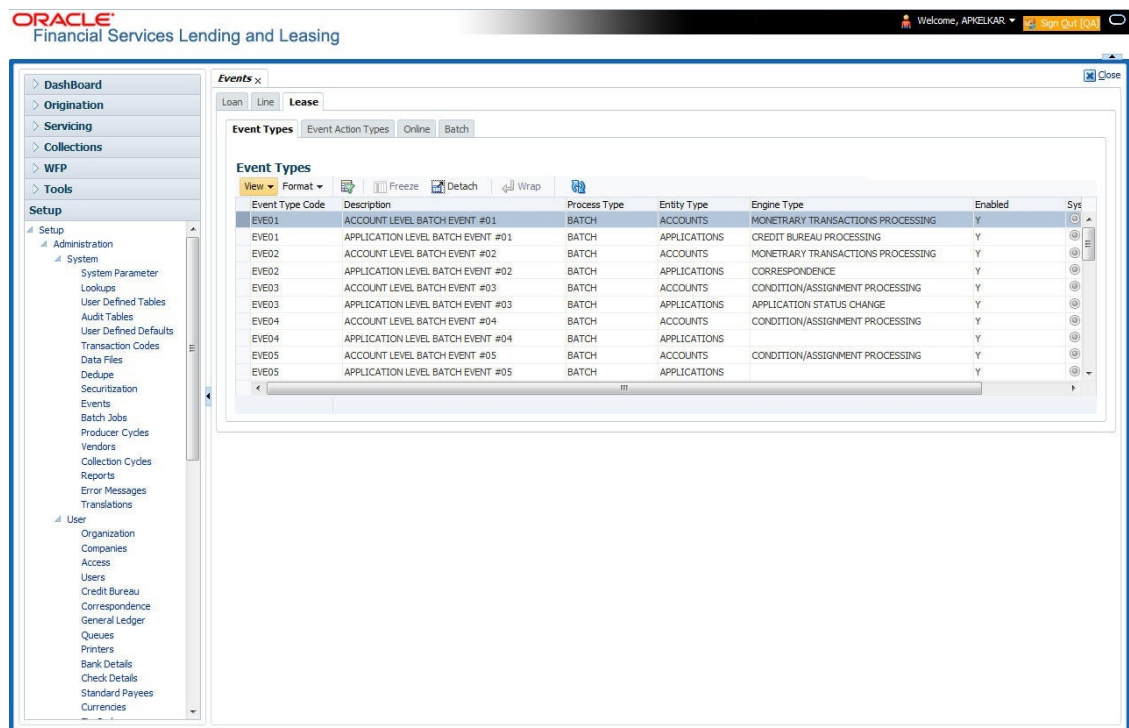 ORACLE
Financial Services Lending and Leasing
Welcome, APKELKAR
Sign Out [QA]
DashBoard
Origination
Servicing
Collections
WFP
Tools
Setup
Setup
Administration
System
System Parameter
Lookups
User Defined Tables
Audit Tables
User Defined Defaults
Transaction Codes
Data Files
Dedupe
Securitization
Events
Batch Jobs
Producer Cycles
Vendors
Collection Cycles
Reports
Error Messages
Translations
User
Organization
Companies
Access
Users
Credit Bureau
Correspondence
General Ledger
Queues
Printers
Bank Details
Check Details
Standard Payees
Currencies
Events ×
Close
Loan Line Lease
Event Types Event Action Types Online Batch
Event Types
View Format Freeze Detach Wrap
Event Type Code Description Process Type Entity Type Engine Type Enabled Sys
EVE01 ACCOUNT LEVEL BATCH EVENT #01 BATCH ACCOUNTS MONETRARY TRANSACTIONS PROCESSING Y
EVE01 APPLICATION LEVEL BATCH EVENT #01 BATCH APPLICATIONS CREDIT BUREAU PROCESSING Y
EVE02 ACCOUNT LEVEL BATCH EVENT #02 BATCH ACCOUNTS MONETRARY TRANSACTIONS PROCESSING Y
EVE02 APPLICATION LEVEL BATCH EVENT #02 BATCH APPLICATIONS CORRESPONDENCE Y
EVE03 ACCOUNT LEVEL BATCH EVENT #03 BATCH ACCOUNTS CONDITION/ASSIGNMENT PROCESSING Y
EVE03 APPLICATION LEVEL BATCH EVENT #03 BATCH APPLICATIONS APPLICATION STATUS CHANGE Y
EVE04 ACCOUNT LEVEL BATCH EVENT #04 BATCH ACCOUNTS CONDITION/ASSIGNMENT PROCESSING Y
EVE04 APPLICATION LEVEL BATCH EVENT #04 BATCH APPLICATIONS Y
EVE05 ACCOUNT LEVEL BATCH EVENT #05 BATCH ACCOUNTS CONDITION/ASSIGNMENT PROCESSING Y
EVE05 APPLICATION LEVEL BATCH EVENT #05 BATCH APPLICATIONS Y